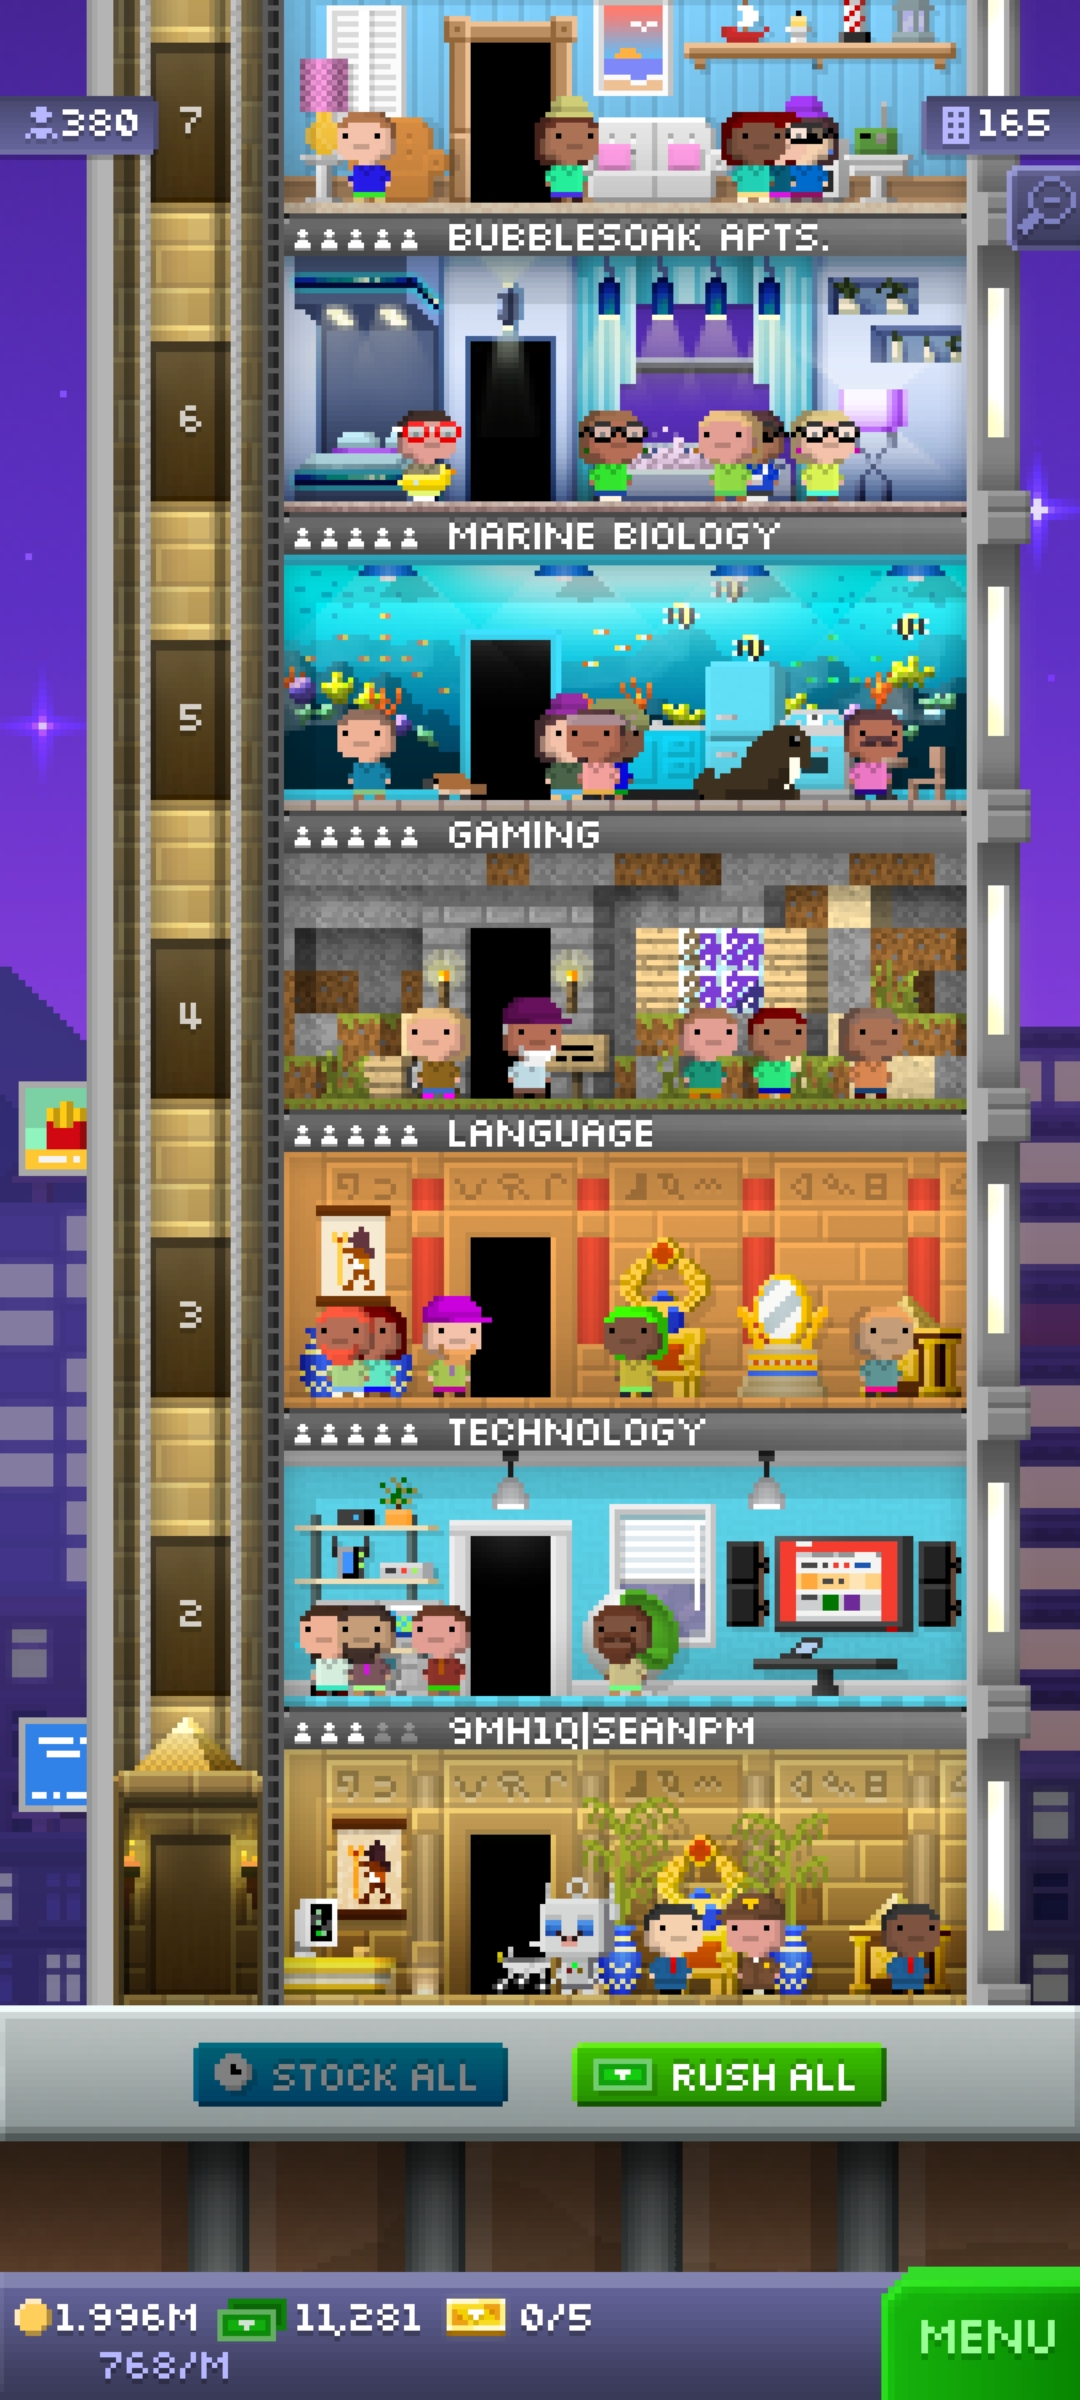 380
7
165
BUBBLESOAK APTS.
6
MARINE BIOLOGY
5
GAMING
4
LANGUAGE
3
TECHNOLOGY
2
9MH1Q|SEANPM
STOCK ALL
RUSH ALL
1.996M
11,281
0/5
768/M
MENU